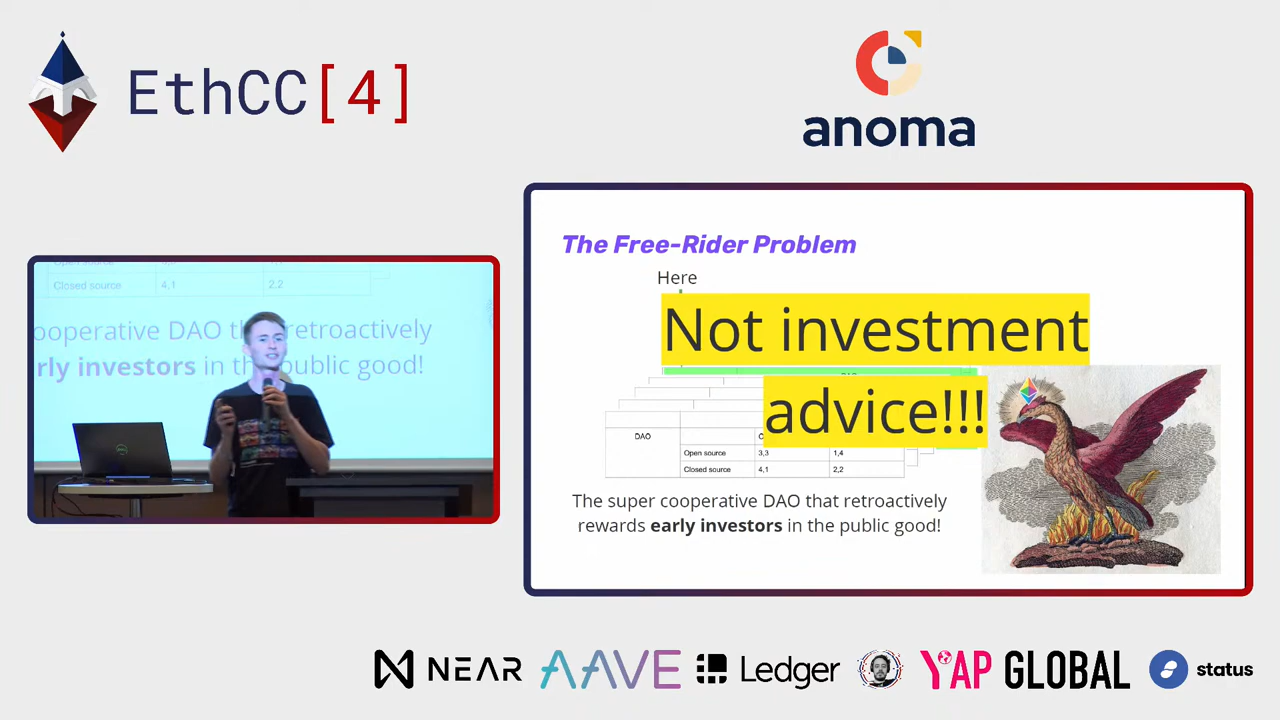 EthCC[4]
anoma
Closed source 4,1 2,2
ooperative DAO th retroactively
rly investors in th public good!
The Free-Rider Problem
Here
Not investment
advice!!!
DAO
Open source 3,3 1,4
Closed source 4,1 2,2
The super cooperative DAO that retroactively
rewards early investors in the public good!
NEAR
AAVE
Ledger
YAP GLOBAL
status